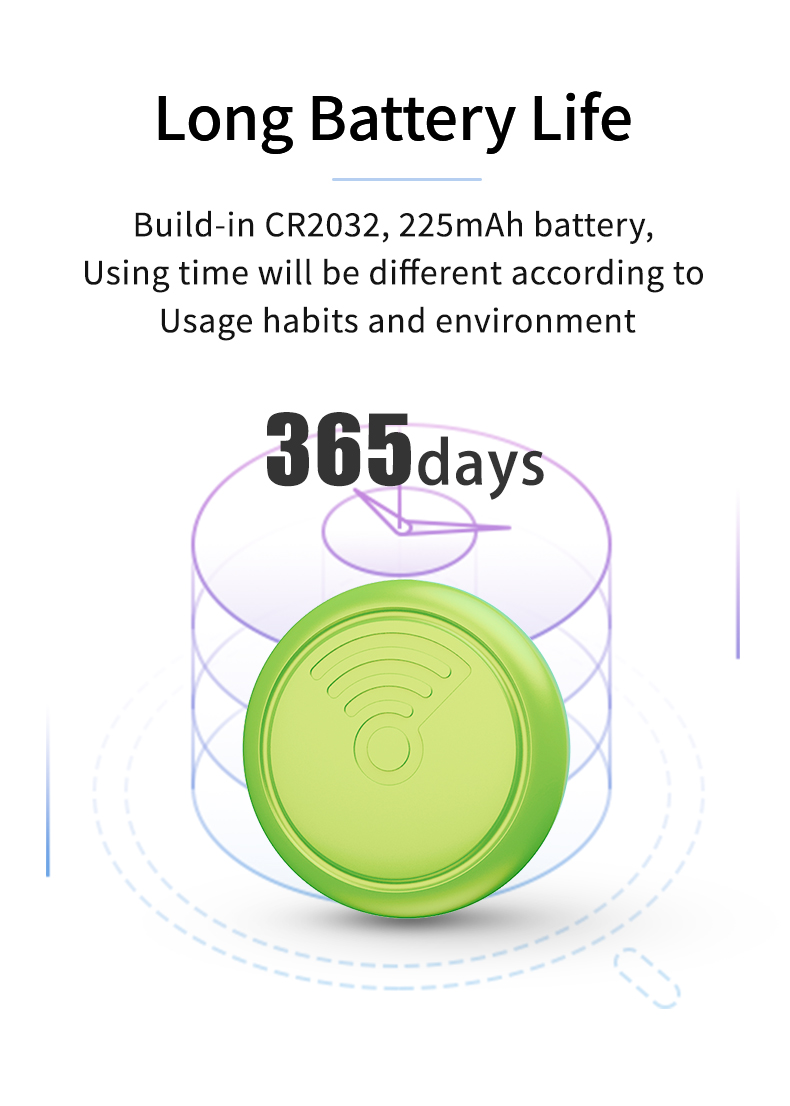 Long Battery Life
Build-in CR2032, 225mAh battery,
Using time will be different according to
Usage habits and environment
365days